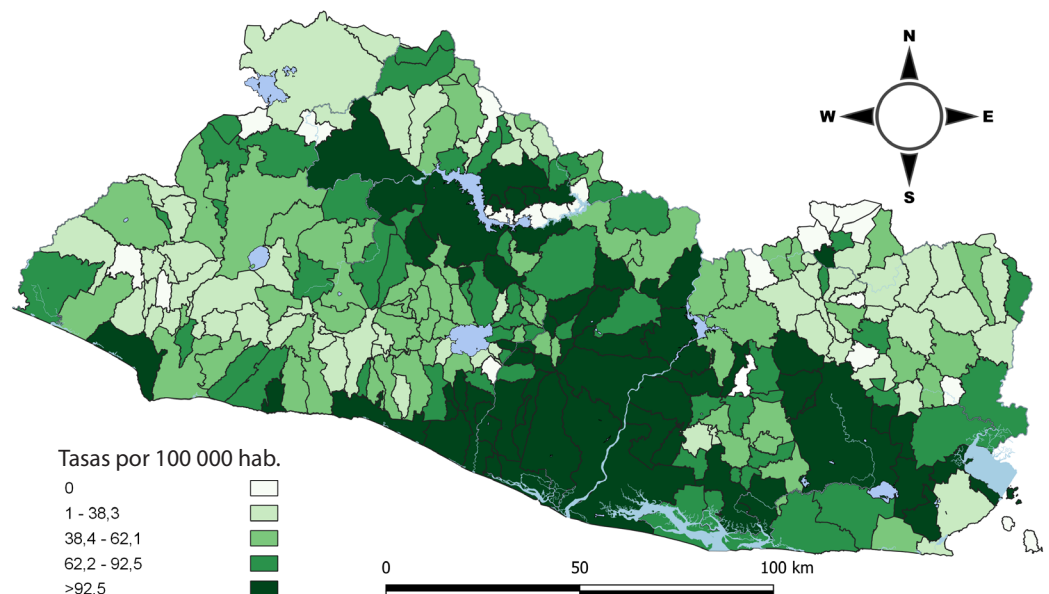 N
W E
S
Tasas por 100 000 hab.
0
1 - 38,3
38,4 - 62,1
62,2 - 92,5
>92,5
0 50 100 km